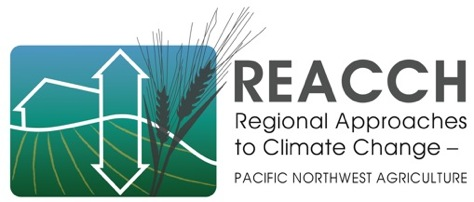 REACCH
Regional Approaches
to Climate Change –
PACIFIC NORTHWEST AGRICULTURE